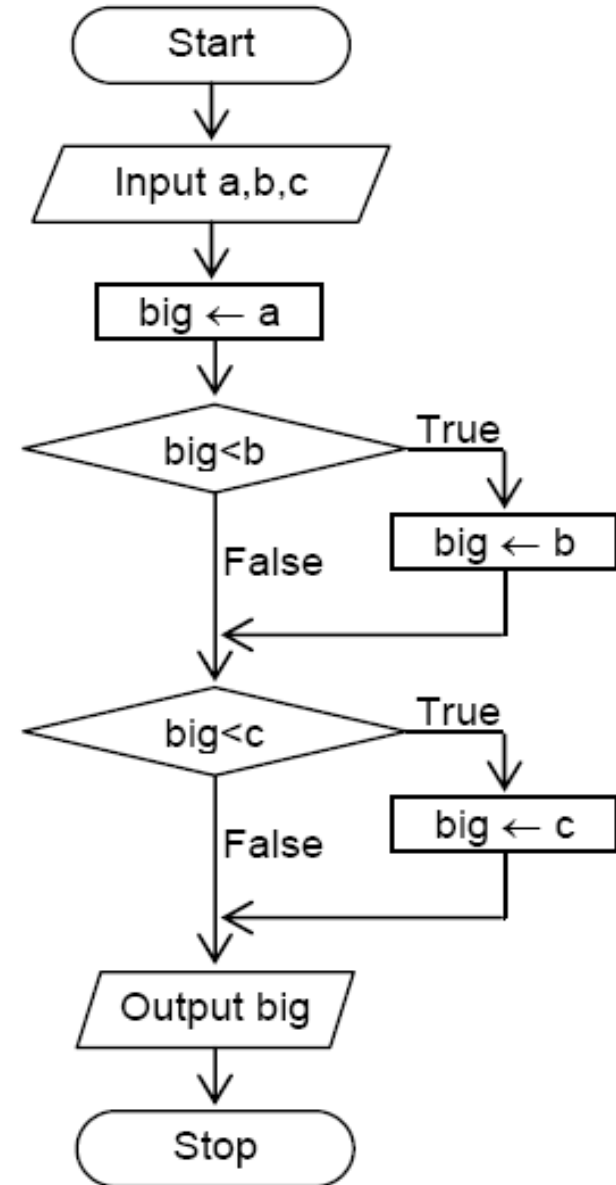 Start
Input a,b,c
big ← a
big<b
True
big ← b
False
big<c
True
big ← c
False
Output big
Stop